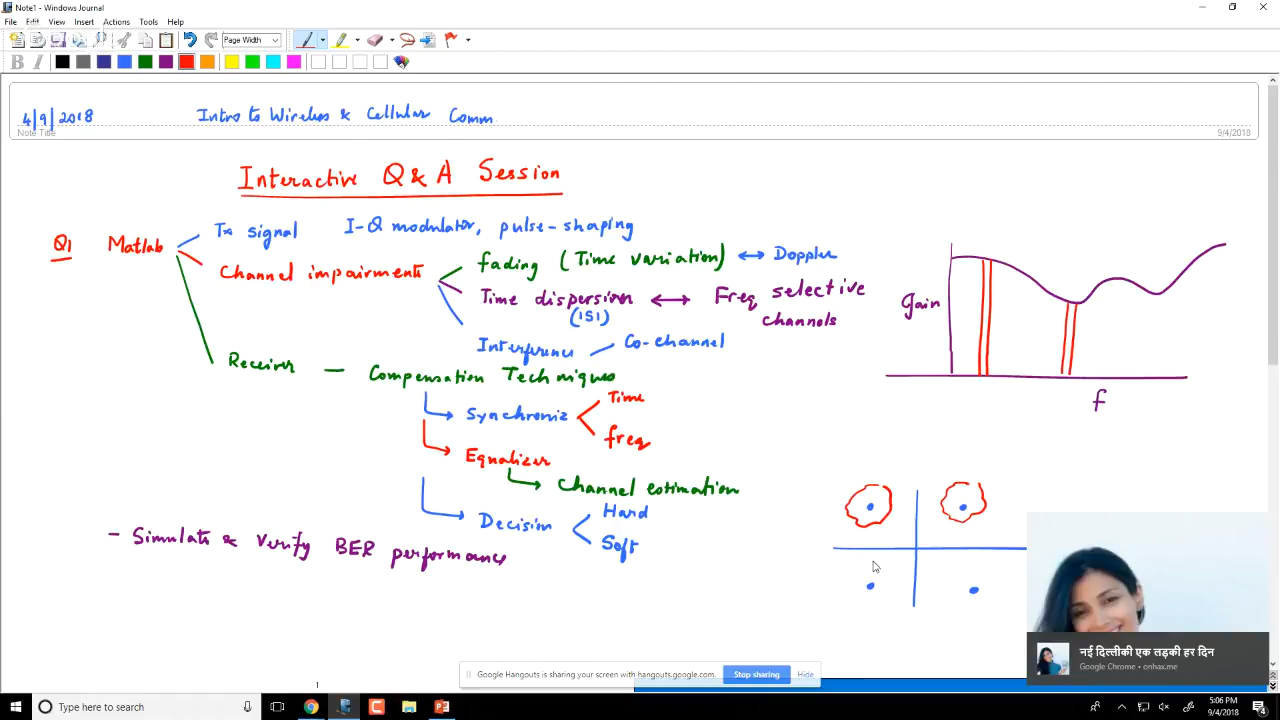 Note1 - Windows Journal
File Edit View Insert Actions Tools Help
Page Width
B I
4|9|2018 Intro to Wireless & Cellular Comm
Note Title 9/4/2018
Interactive Q & A Session
Q1 Matlab
Tx signal I-Q modulator, pulse-shaping
Channel impairments
fading (Time variation) ↔ Doppler
Time dispersion ↔ Freq selective channels
(ISI)
Interference Co-channel
Receiver – Compensation Techniques
Synchroniz
Time
freq
Equalizer
Channel estimation
Decision
Hard
Soft
- Simulate & Verify BER performance
gain
f
नई दिल्लीकी एक लड़की हर दिन
Google Chrome • onhax.me
Google Hangouts is sharing your screen with hangouts.google.com.
Stop sharing
Hide
1
Type here to search
5:06 PM
9/4/2018
4